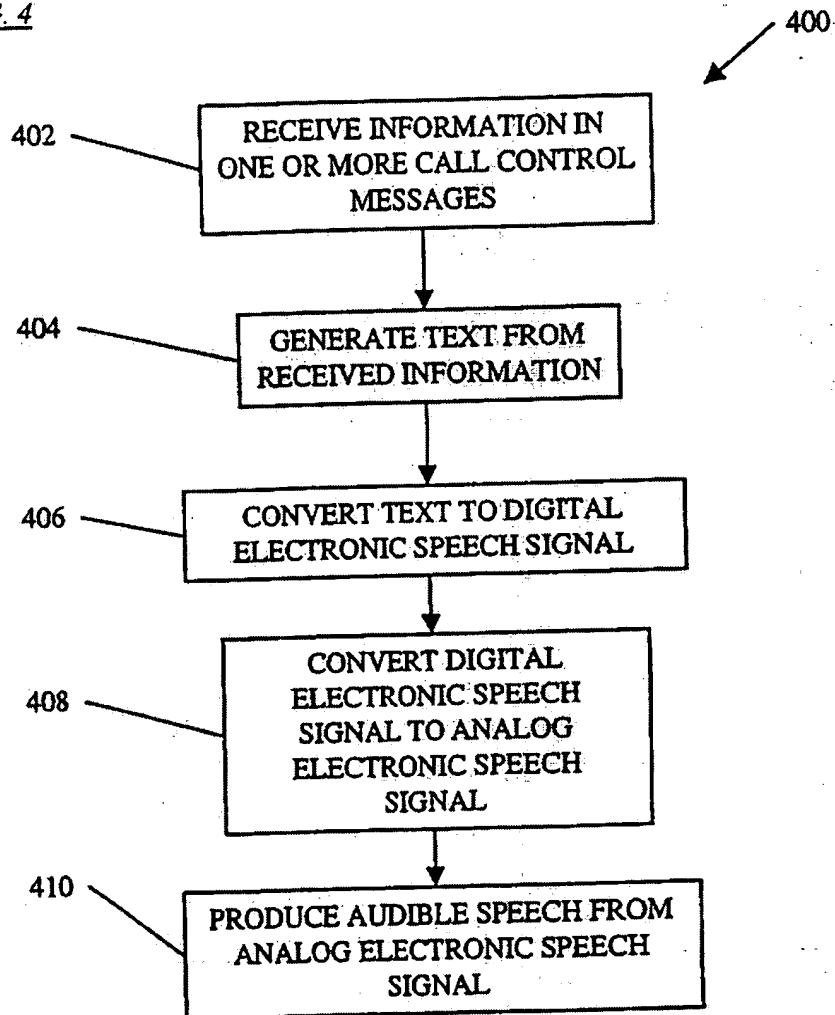 . 4
400
402
RECEIVE INFORMATION IN
ONE OR MORE CALL CONTROL
MESSAGES
404
GENERATE TEXT FROM
RECEIVED INFORMATION
406
CONVERT TEXT TO DIGITAL
ELECTRONIC SPEECH SIGNAL
408
CONVERT DIGITAL
ELECTRONIC SPEECH
SIGNAL TO ANALOG
ELECTRONIC SPEECH
SIGNAL
410
PRODUCE AUDIBLE SPEECH FROM
ANALOG ELECTRONIC SPEECH
SIGNAL